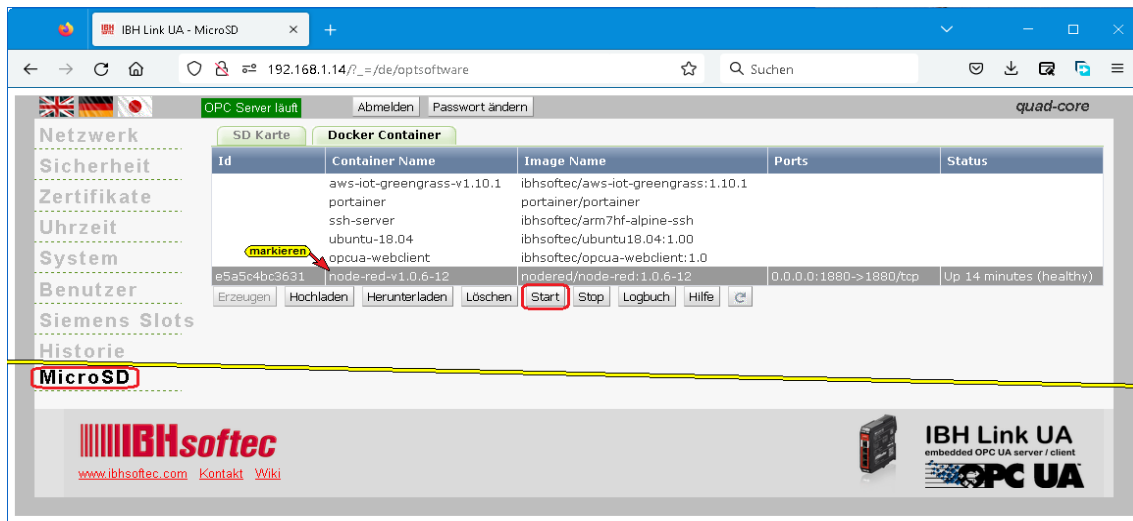 IBH Link UA - MicroSD
192.168.1.14/?_=/de/optsoftware
Suchen
OPC Server läuft Abmelden Passwort ändern quad-core
Netzwerk
Sicherheit
Zertifikate
Uhrzeit
System
Benutzer
Siemens Slots
Historie
MicroSD
SD Karte Docker Container
Id Container Name Image Name Ports Status
aws-iot-greengrass-v1.10.1 ibhsoftec/aws-iot-greengrass:1.10.1
portainer portainer/portainer
ssh-server ibhsoftec/arm7hf-alpine-ssh
ubuntu-18.04 ibhsoftec/ubuntu18.04:1.00
markieren
opcua-webclient ibhsoftec/opcua-webclient:1.0
e5a5c4bc3631 node-red-v1.0.6-12 nodered/node-red:1.0.6-12 0.0.0.0:1880->1880/tcp Up 14 minutes (healthy)
Erzeugen Hochladen Herunterladen Löschen Start Stop Logbuch Hilfe
IBHsoftec
www.ibhsoftec.com Kontakt Wiki
IBH Link UA
embedded OPC UA server / client
OPC UA